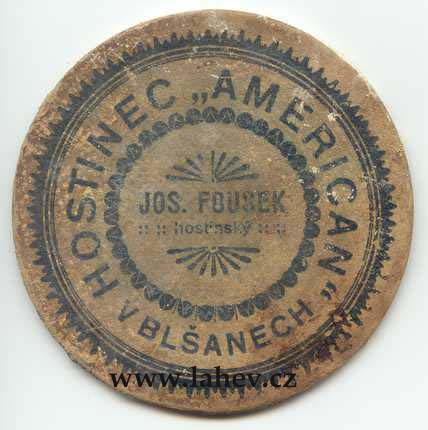 HOSTINEC „AMERICAN"
V BLŠANECH
JOS. FOUSEK
:: :: hostinský :: ::
www.lahev.cz